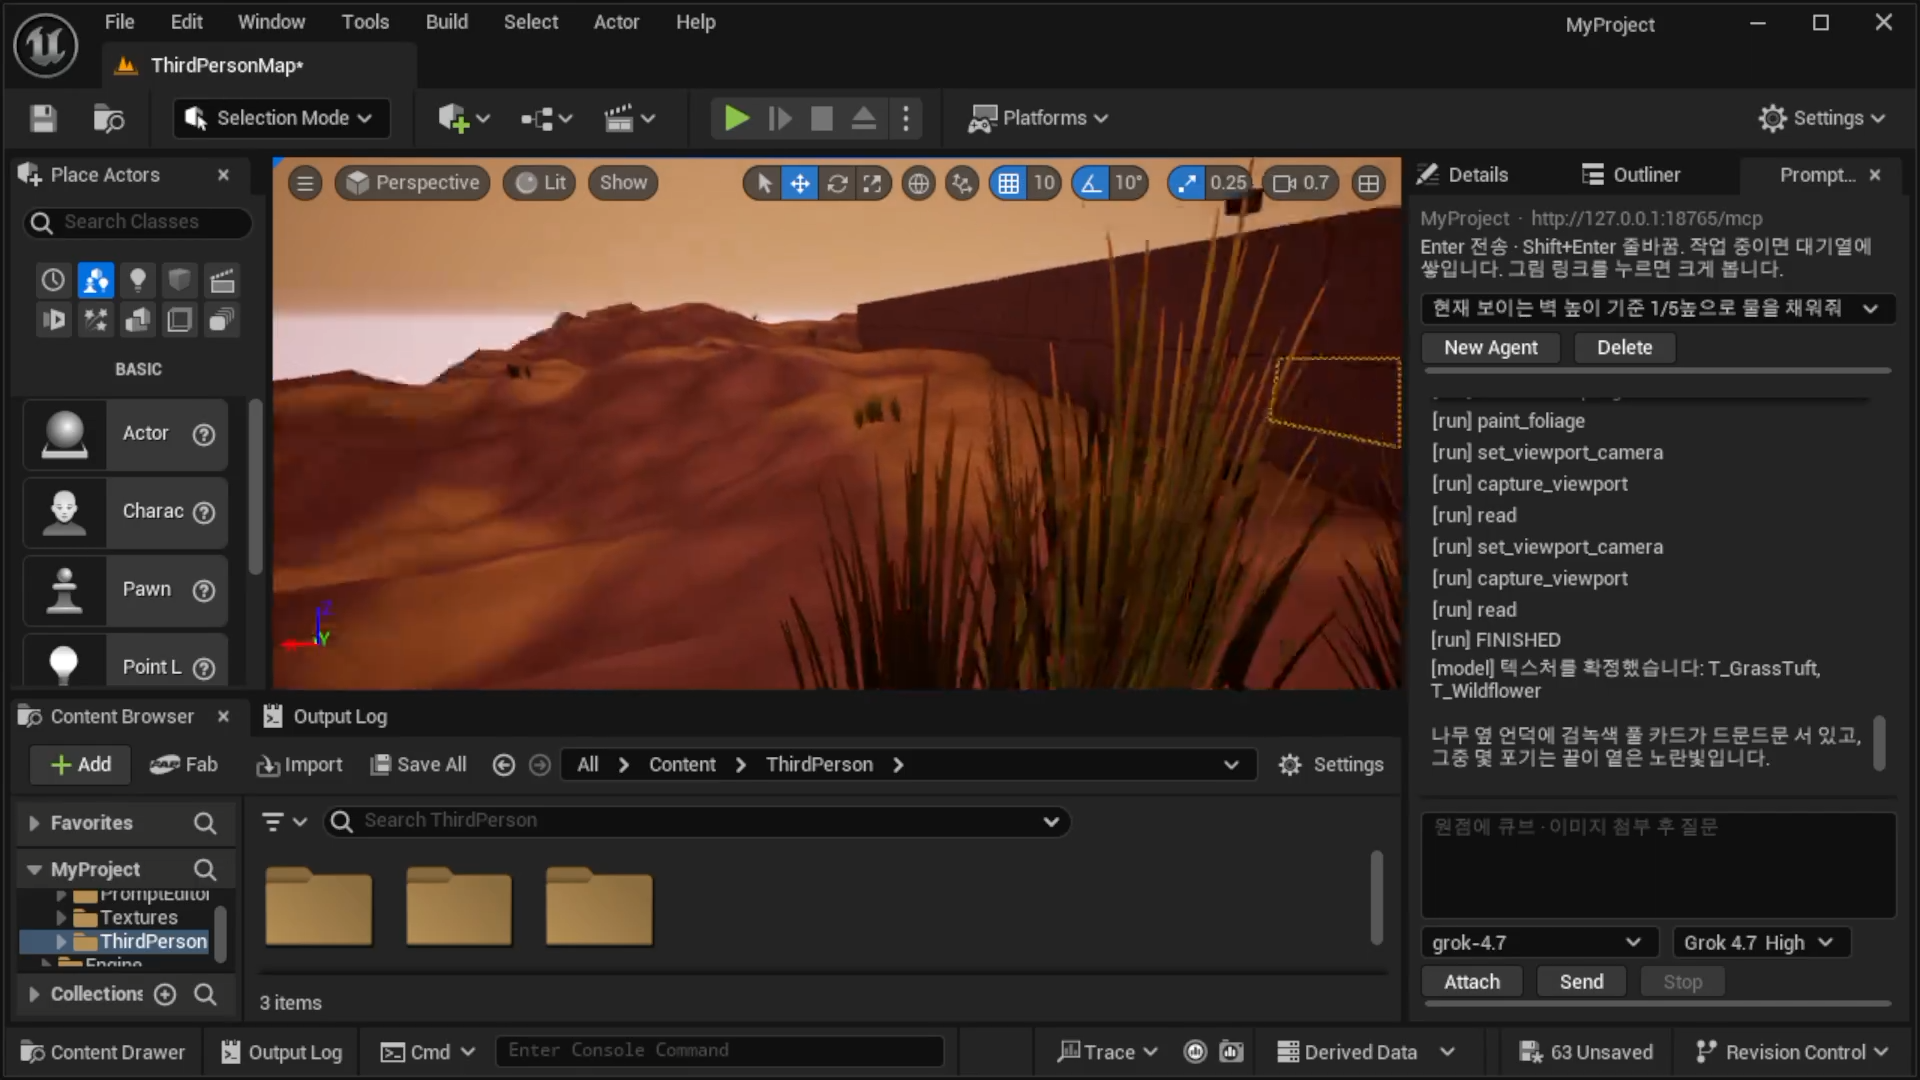 File Edit Window Tools Build Select Actor Help
MyProject
ThirdPersonMap*
Selection Mode
Platforms
Settings
Place Actors
Search Classes
BASIC
Actor
Charac
Pawn
Point L
Perspective
Lit
Show
10
10°
0.25
0.7
Z
Y
Details
Outliner
Prompt...
MyProject · http://127.0.0.1:18765/mcp
Enter 전송 · Shift+Enter 줄바꿈. 작업 중이면 대기열에
쌓입니다. 그림 링크를 누르면 크게 봅니다.
현재 보이는 벽 높이 기준 1/5높으로 물을 채워줘
New Agent
Delete
[run] paint_foliage
[run] set_viewport_camera
[run] capture_viewport
[run] read
[run] set_viewport_camera
[run] capture_viewport
[run] read
[run] FINISHED
[model] 텍스처를 확정했습니다: T_GrassTuft,
T_Wildflower
나무 옆 언덕에 검녹색 풀 카드가 드문드문 서 있고,
그중 몇 포기는 끝이 옅은 노란빛입니다.
원점에 큐브 · 이미지 첨부 후 질문
grok-4.7
Grok 4.7 High
Attach
Send
Stop
Content Browser
Output Log
Add
Fab
Import
Save All
All > Content > ThirdPerson >
Settings
Favorites
Search ThirdPerson
MyProject
PromptEditor
Textures
ThirdPerson
Engine
Collections
3 items
Content Drawer
Output Log
Cmd
Enter Console Command
Trace
Derived Data
63 Unsaved
Revision Control